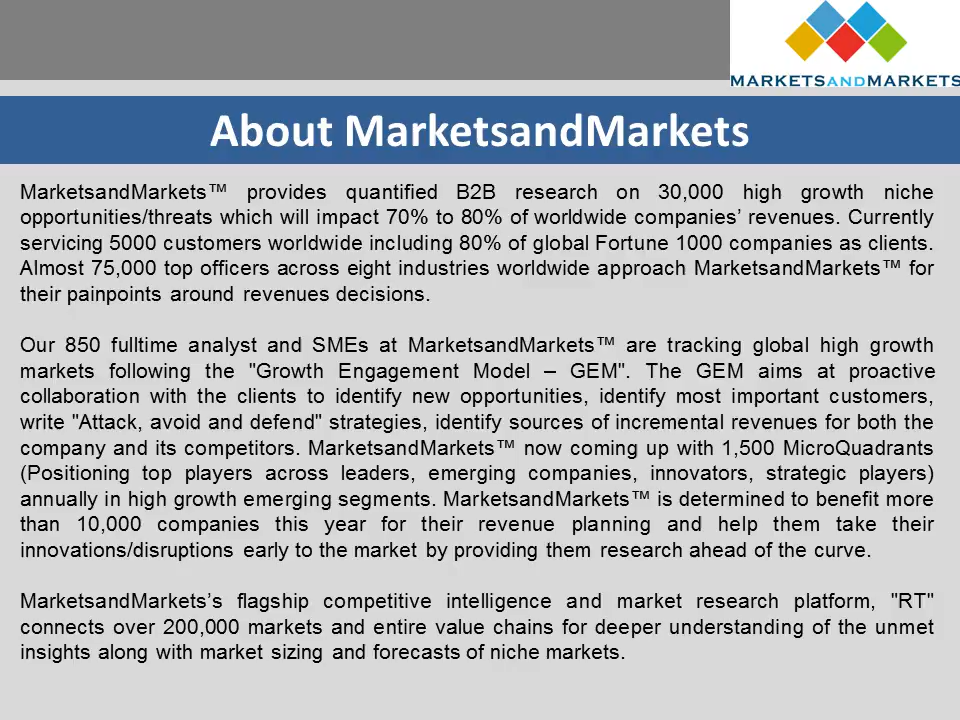 MARKETSANDMARKETS
About MarketsandMarkets
MarketsandMarkets™ provides quantified B2B research on 30,000 high growth niche
opportunities/threats which will impact 70% to 80% of worldwide companies’ revenues. Currently
servicing 5000 customers worldwide including 80% of global Fortune 1000 companies as clients.
Almost 75,000 top officers across eight industries worldwide approach MarketsandMarkets™ for
their painpoints around revenues decisions.
Our 850 fulltime analyst and SMEs at MarketsandMarkets™ are tracking global high growth
markets following the "Growth Engagement Model – GEM". The GEM aims at proactive
collaboration with the clients to identify new opportunities, identify most important customers,
write "Attack, avoid and defend" strategies, identify sources of incremental revenues for both the
company and its competitors. MarketsandMarkets™ now coming up with 1,500 MicroQuadrants
(Positioning top players across leaders, emerging companies, innovators, strategic players)
annually in high growth emerging segments. MarketsandMarkets™ is determined to benefit more
than 10,000 companies this year for their revenue planning and help them take their
innovations/disruptions early to the market by providing them research ahead of the curve.
MarketsandMarkets’s flagship competitive intelligence and market research platform, "RT"
connects over 200,000 markets and entire value chains for deeper understanding of the unmet
insights along with market sizing and forecasts of niche markets.